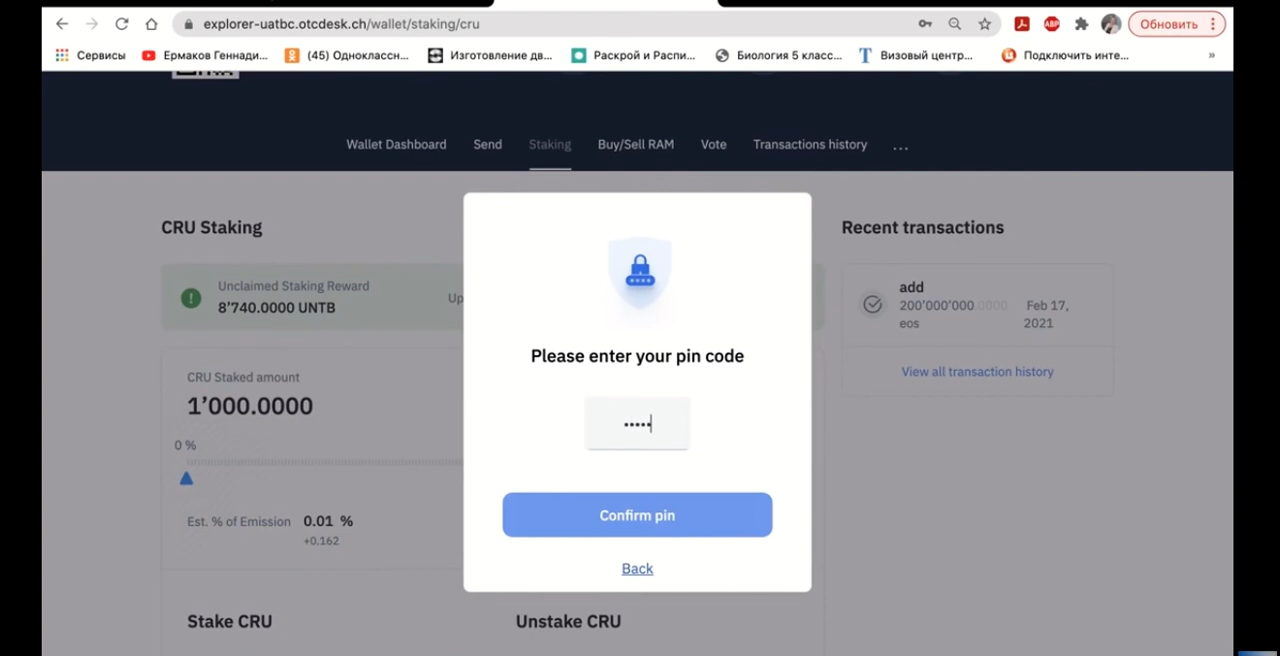 explorer-uatbc.otcdesk.ch/wallet/staking/cru
ABP
Обновить
Сервисы
Ермаков Геннади...
(45) Одноклассн...
Изготовление дв...
Раскрой и Распи...
Биология 5 класс...
Визовый центр...
Подключить инте...
»
Wallet Dashboard
Send
Staking
Buy/Sell RAM
Vote
Transactions history
...
CRU Staking
Unclaimed Staking Reward
8'740.0000 UNTB
Up
CRU Staked amount
1'000.0000
0 %
Est. % of Emission 0.01 %
+0.162
Stake CRU
Unstake CRU
Please enter your pin code
•••••
Confirm pin
Back
Recent transactions
add
200'000'000.0000 eos
Feb 17, 2021
View all transaction history